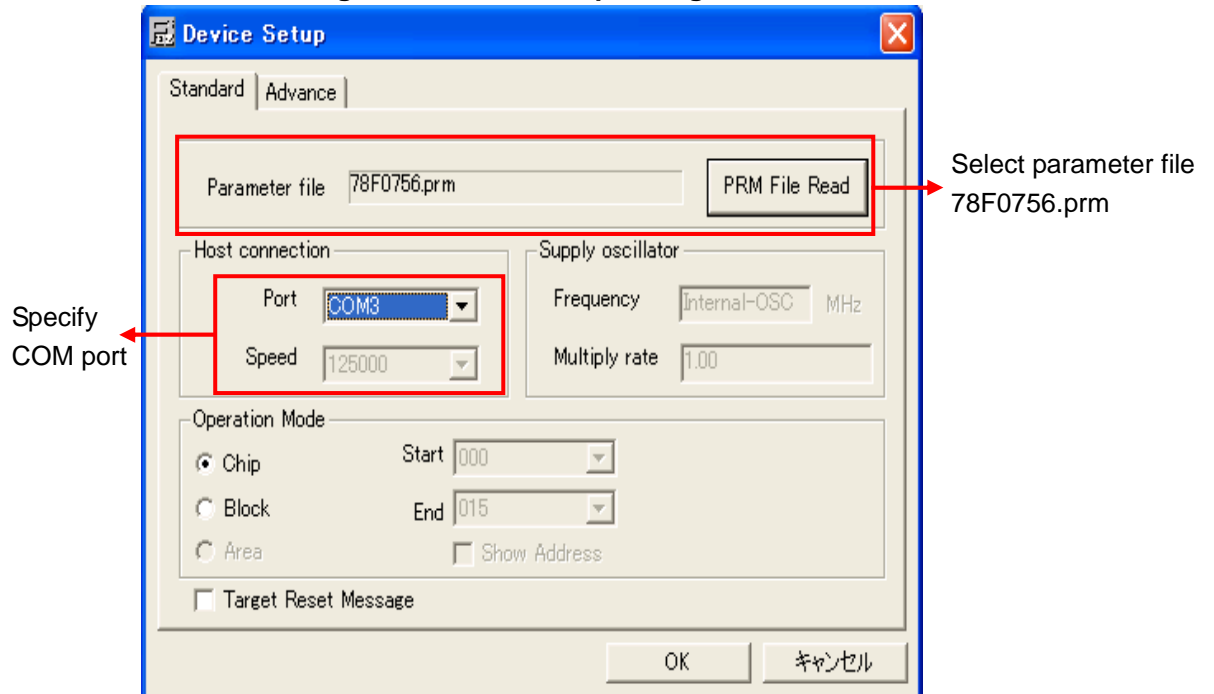 Device Setup
Standard
Advance
Parameter file
78F0756.prm
PRM File Read
Select parameter file
78F0756.prm
Host connection
Port
COM3
Speed
125000
Specify
COM port
Supply oscillator
Frequency
Internal-OSC
MHz
Multiply rate
1.00
Operation Mode
Chip
Start
000
Block
End
015
Area
Show Address
Target Reset Message
OK
キャンセル